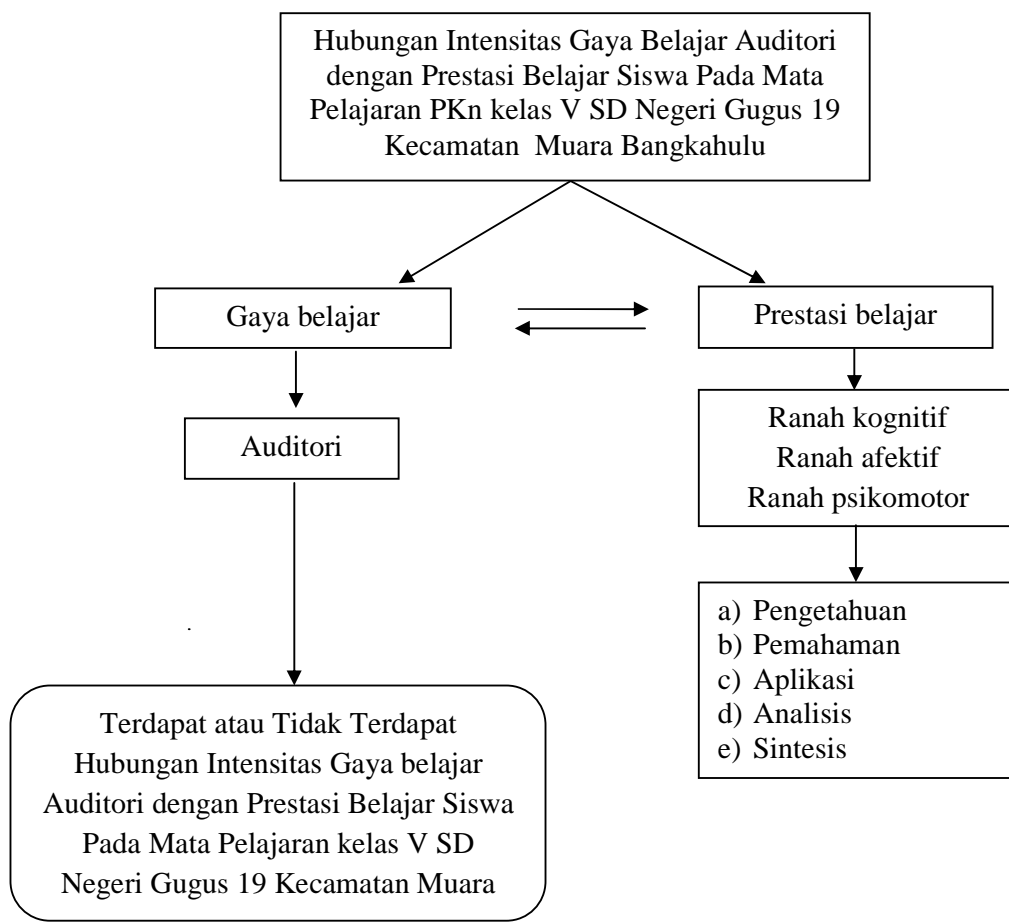 Hubungan Intensitas Gaya Belajar Auditori
dengan Prestasi Belajar Siswa Pada Mata
Pelajaran PKn kelas V SD Negeri Gugus 19
Kecamatan Muara Bangkahulu
Gaya belajar
Prestasi belajar
Auditori
Ranah kognitif
Ranah afektif
Ranah psikomotor
a) Pengetahuan
b) Pemahaman
c) Aplikasi
d) Analisis
e) Sintesis
Terdapat atau Tidak Terdapat
Hubungan Intensitas Gaya belajar
Auditori dengan Prestasi Belajar Siswa
Pada Mata Pelajaran kelas V SD
Negeri Gugus 19 Kecamatan Muara